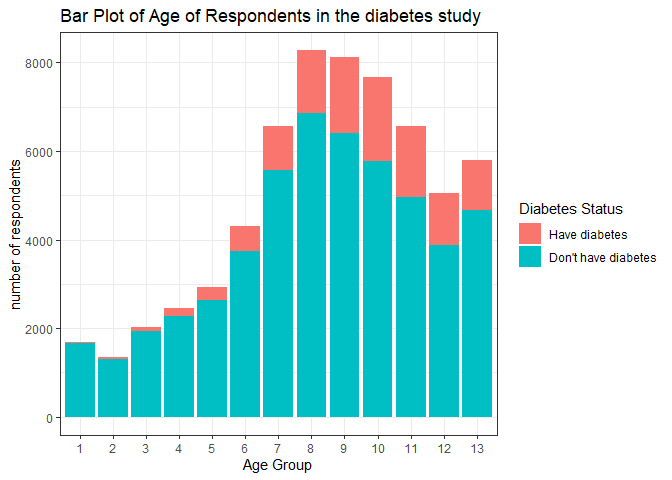 Bar Plot of Age of Respondents in the diabetes study
8000
6000
4000
2000
0
number of respondents
1 2 3 4 5 6 7 8 9 10 11 12 13
Age Group
Diabetes Status
Have diabetes
Don't have diabetes